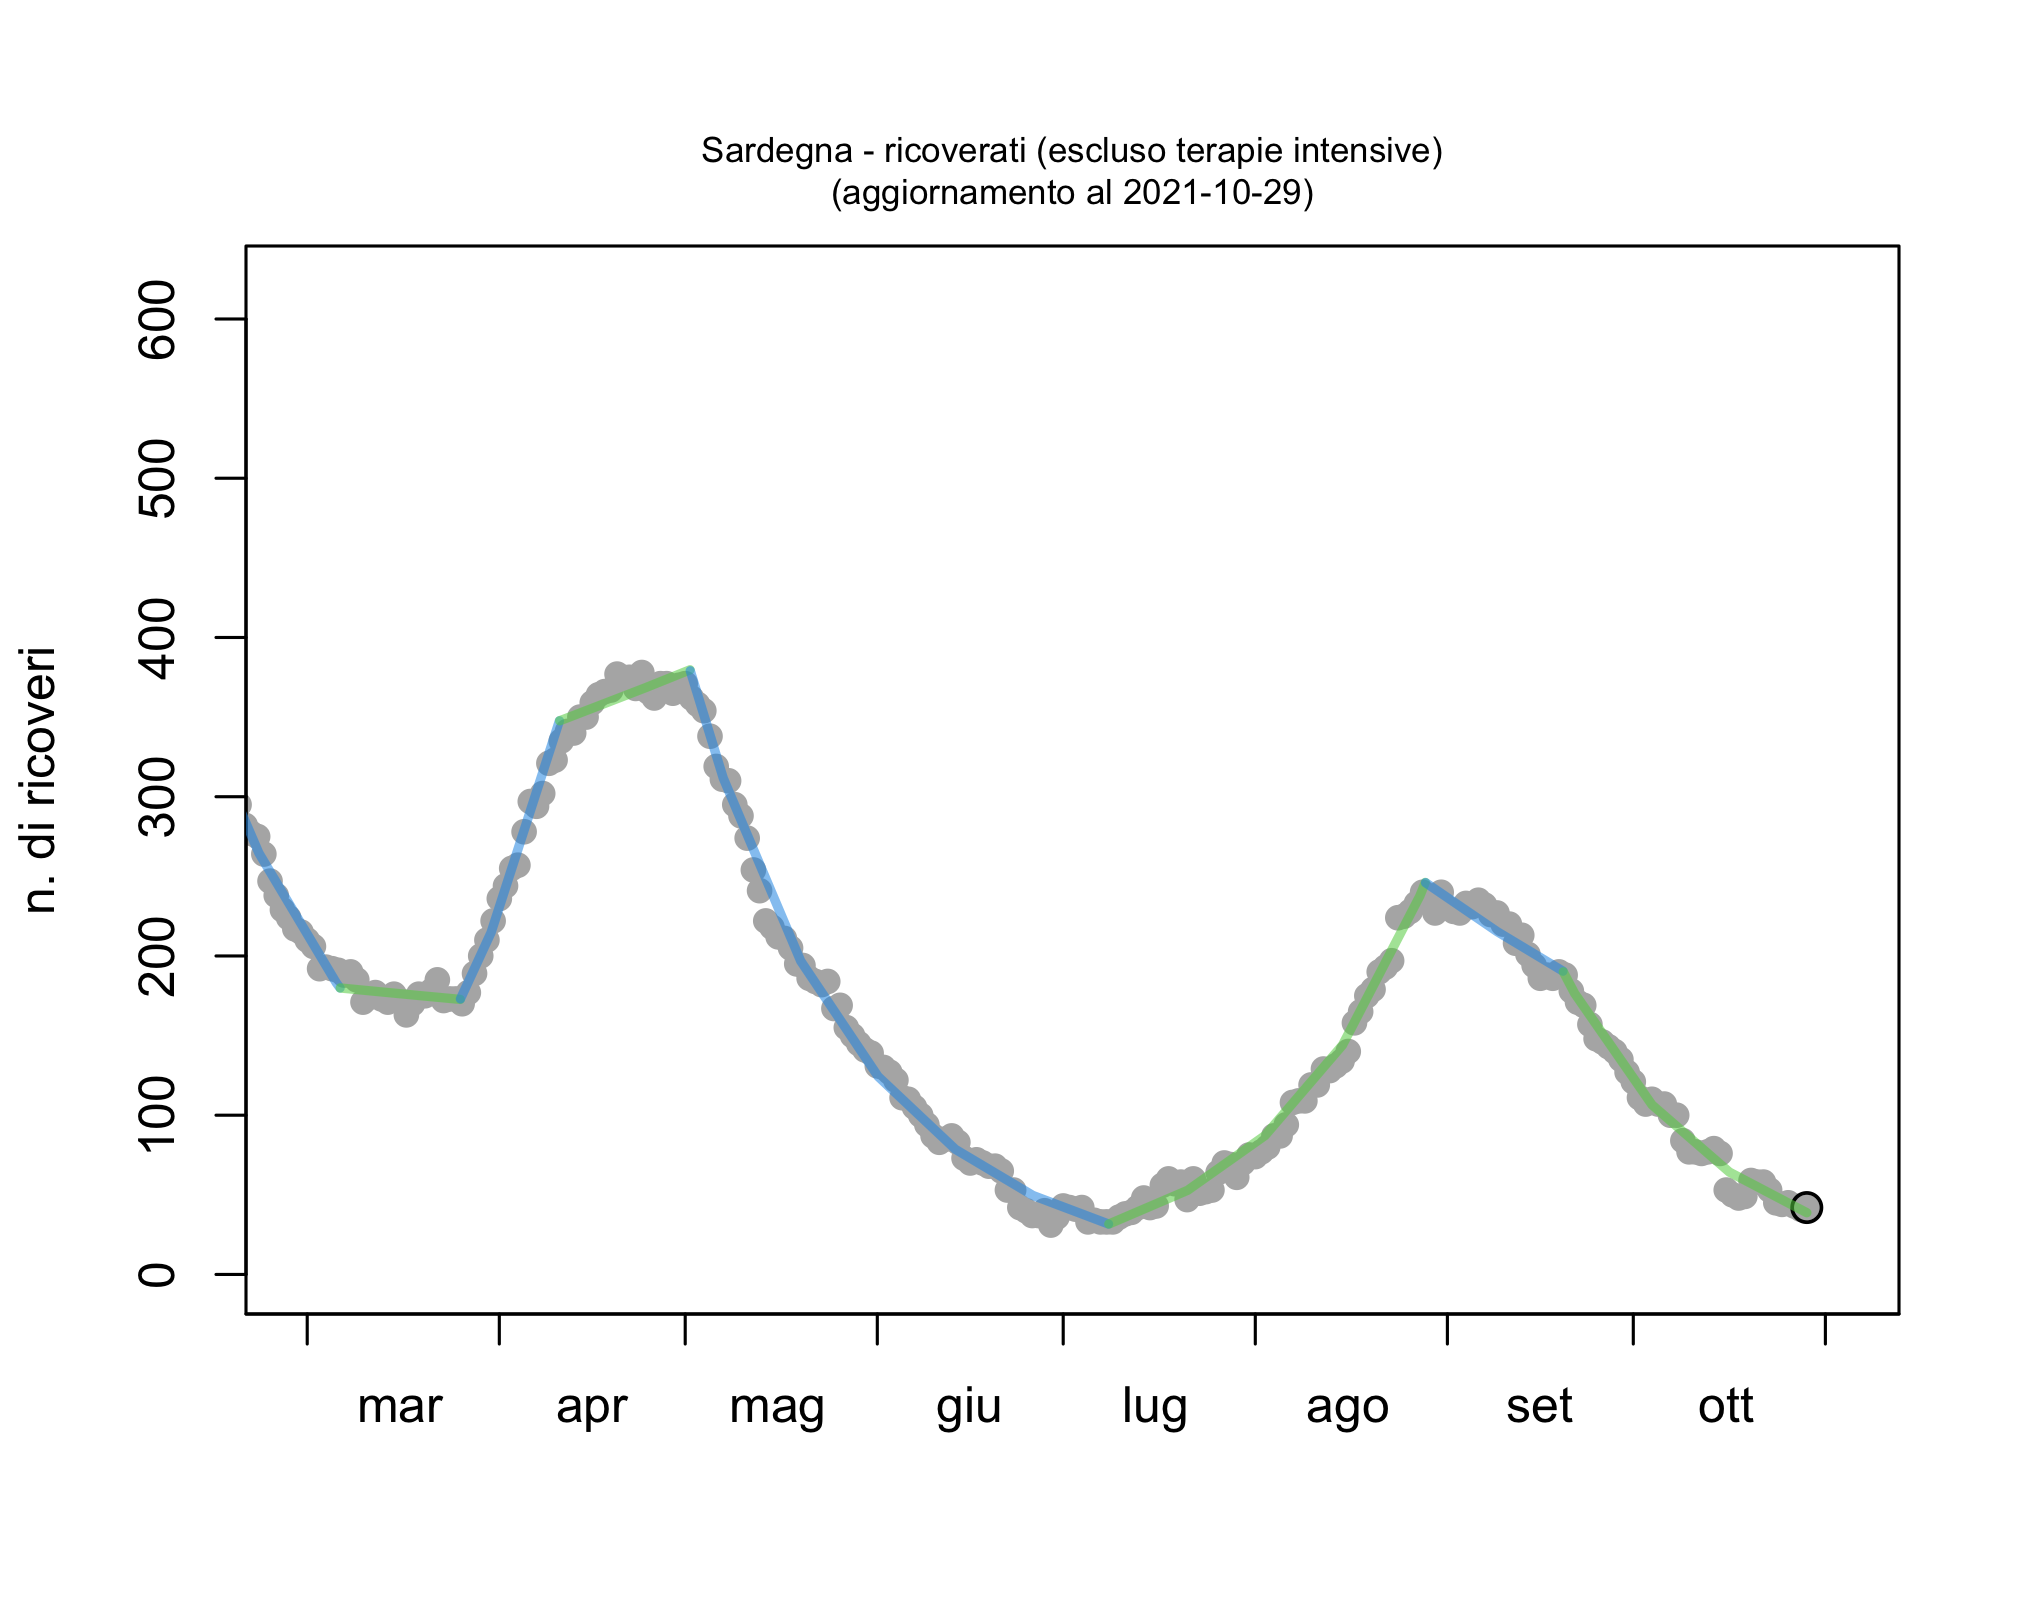 Sardegna - ricoverati (escluso terapie intensive)
(aggiornamento al 2021-10-29)
n. di ricoveri
600
500
400
300
200
100
0
mar apr mag giu lug ago set ott